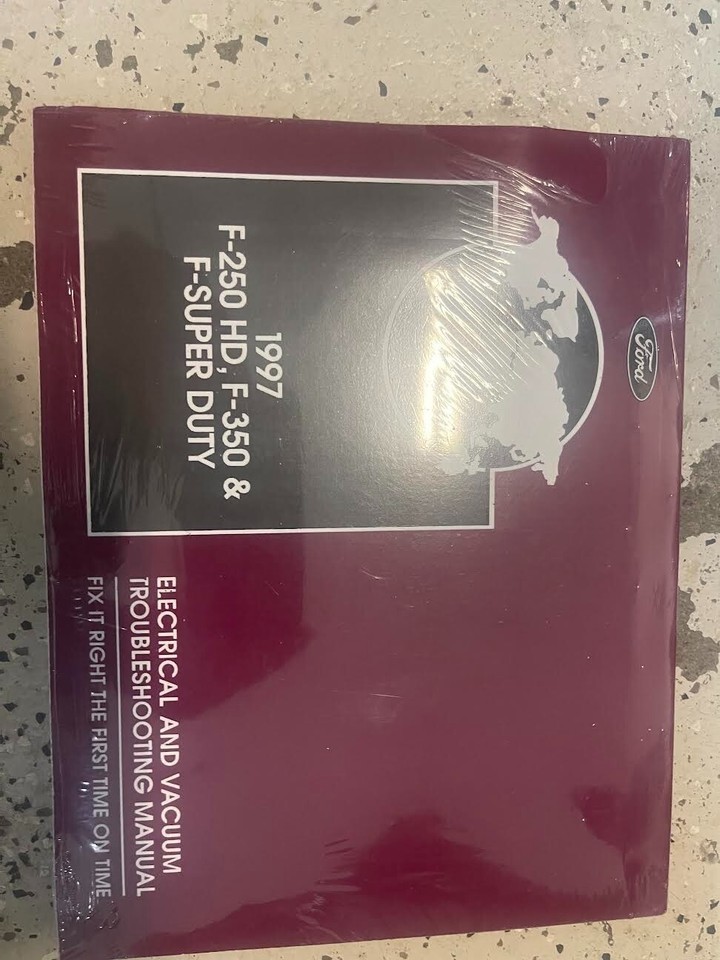 Ford
1997
F-250 HD, F-350 &
F-SUPER DUTY
ELECTRICAL AND VACUUM
TROUBLESHOOTING MANUAL
FIX IT RIGHT THE FIRST TIME ON TIME